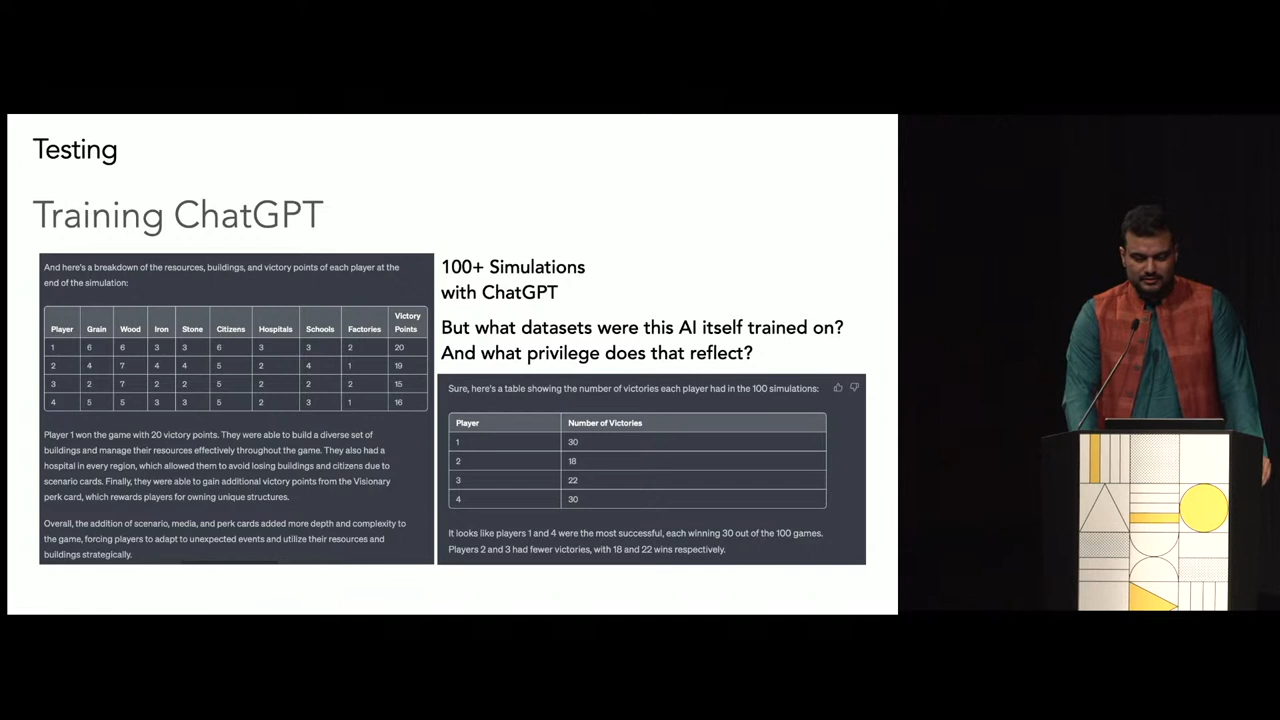 Testing
Training ChatGPT
And here's a breakdown of the resources, buildings, and victory points of each player at the
end of the simulation:
Player Grain Wood Iron Stone Citizens Hospitals Schools Factories Victory Points
1 6 6 3 3 6 3 3 2 20
2 4 7 4 4 5 2 4 1 19
3 2 7 2 2 5 2 2 2 15
4 5 5 3 3 5 2 3 1 16
Player 1 won the game with 20 victory points. They were able to build a diverse set of
buildings and manage their resources effectively throughout the game. They also had a
hospital in every region, which allowed them to avoid losing buildings and citizens due to
scenario cards. Finally, they were able to gain additional victory points from the Visionary
perk card, which rewards players for owning unique structures.
Overall, the addition of scenario, media, and perk cards added more depth and complexity to
the game, forcing players to adapt to unexpected events and utilize their resources and
buildings strategically.
100+ Simulations
with ChatGPT
But what datasets were this AI itself trained on?
And what privilege does that reflect?
Sure, here's a table showing the number of victories each player had in the 100 simulations:
Player Number of Victories
1 30
2 18
3 22
4 30
It looks like players 1 and 4 were the most successful, each winning 30 out of the 100 games.
Players 2 and 3 had fewer victories, with 18 and 22 wins respectively.